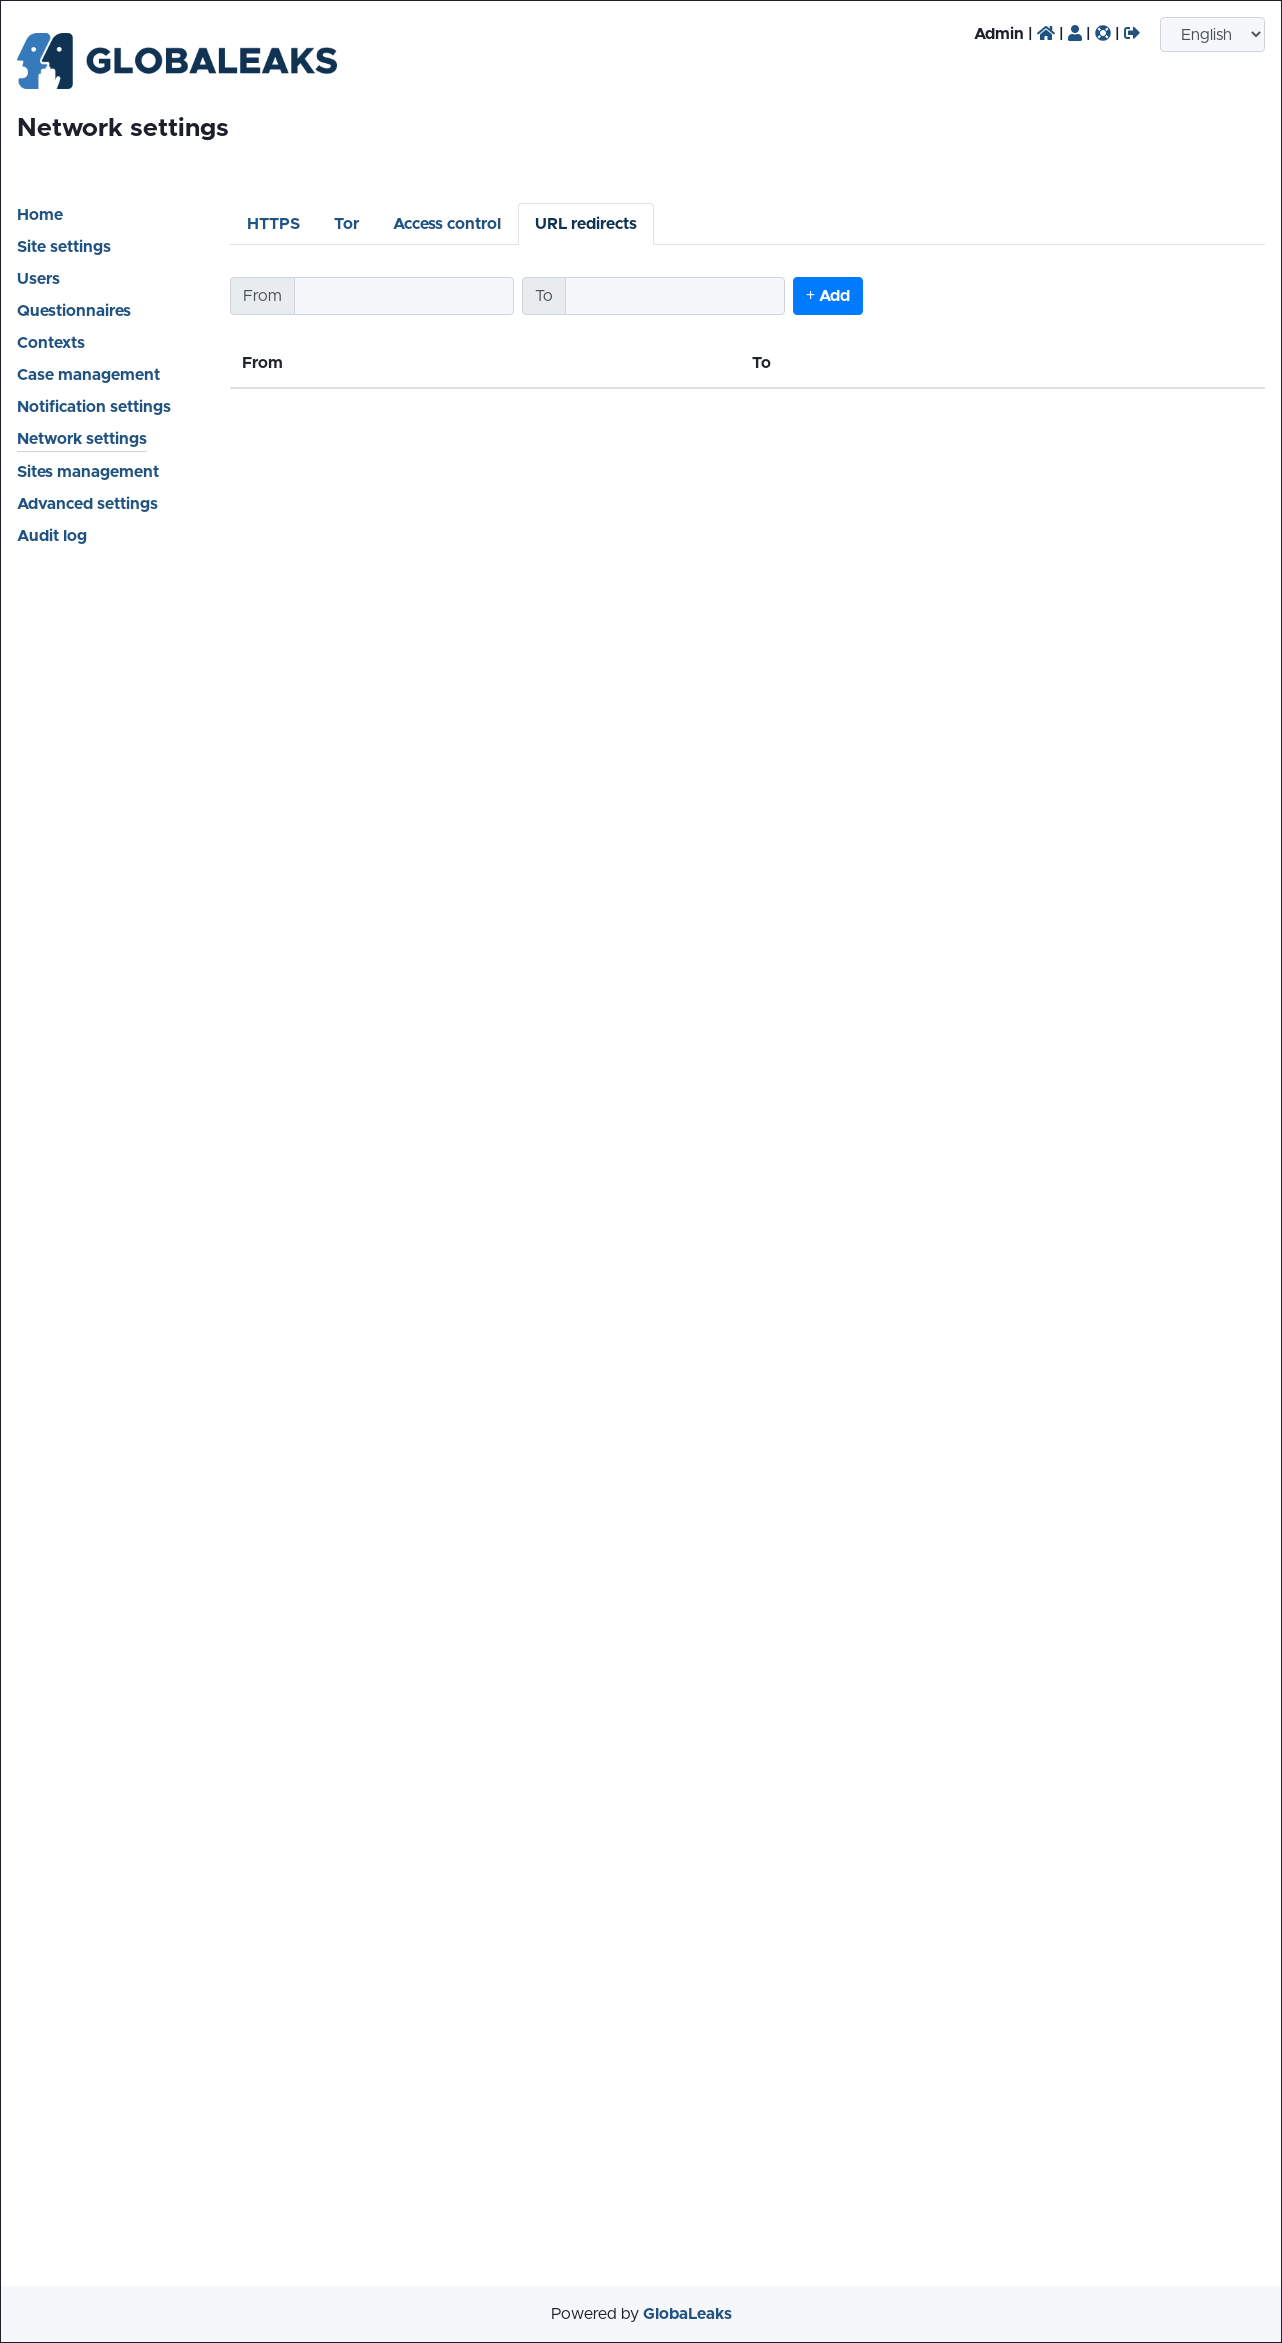 Admin | | | |
English
GLOBALEAKS
Network settings
Home
Site settings
Users
Questionnaires
Contexts
Case management
Notification settings
Network settings
Sites management
Advanced settings
Audit log
HTTPS Tor Access control URL redirects
From To + Add
From To
Powered by GlobaLeaks